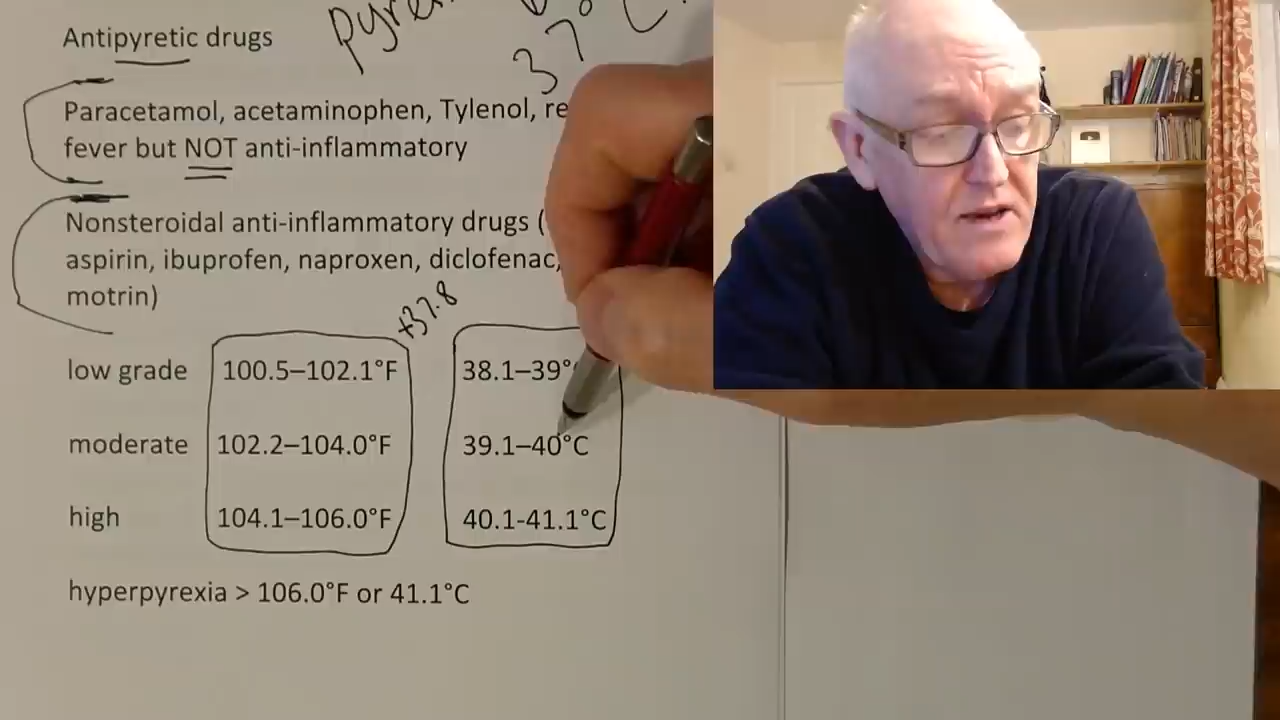 Antipyretic drugs
37° C
Paracetamol, acetaminophen, Tylenol,
fever but NOT anti-inflammatory
Nonsteroidal anti-inflammatory drugs (
aspirin, ibuprofen, naproxen, diclofenac,
motrin)
+37.8
low grade 100.5–102.1°F 38.1–39°
moderate 102.2–104.0°F 39.1–40°C
high 104.1–106.0°F 40.1-41.1°C
hyperpyrexia > 106.0°F or 41.1°C